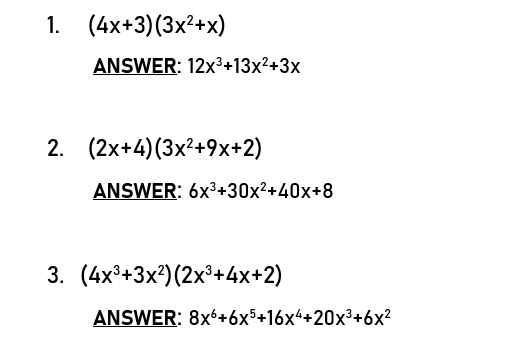 1. (4x+3)(3x²+x)
ANSWER: 12x³+13x²+3x
2. (2x+4)(3x²+9x+2)
ANSWER: 6x³+30x²+40x+8
3. (4x³+3x²)(2x³+4x+2)
ANSWER: 8x⁶+6x⁵+16x⁴+20x³+6x²